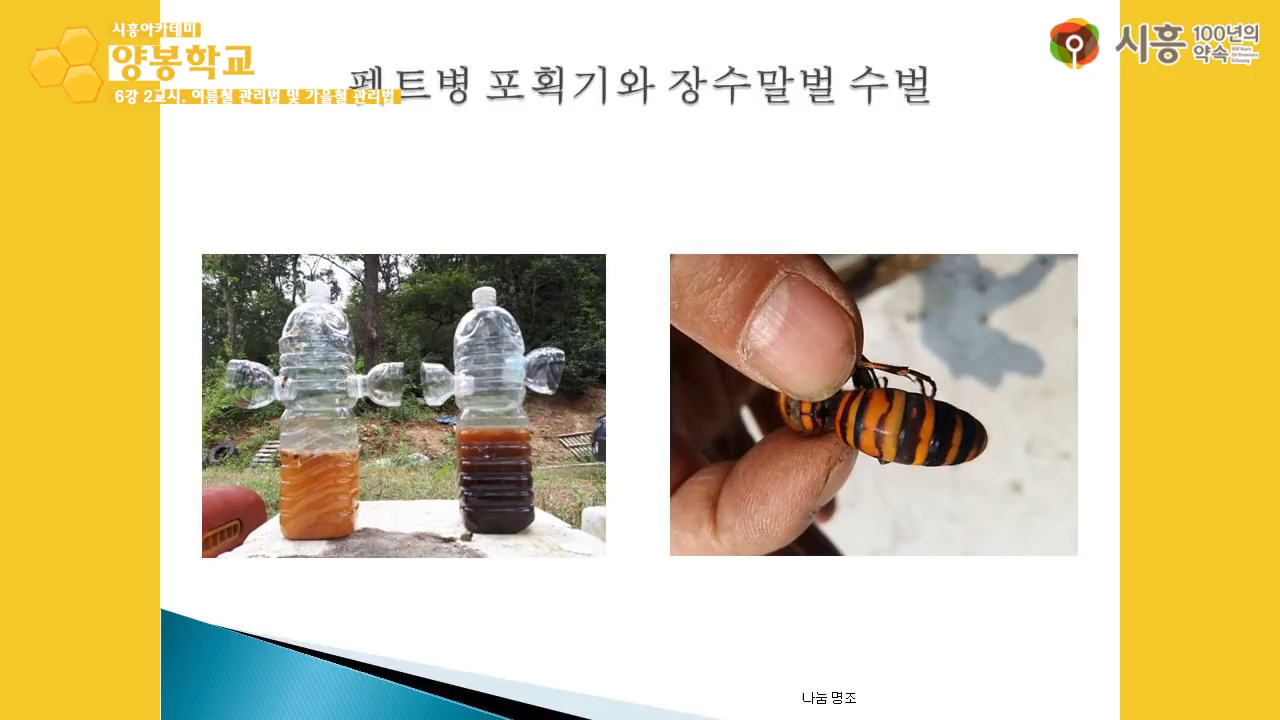 시흥아카데미
양봉학교
6강 2교시. 여름철 관리법 및 가을철 관리법
시흥 100년의
약속
펫트병 포획기와 장수말벌 수벌
나눔 명조